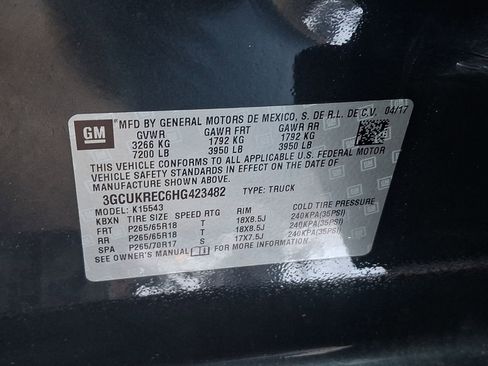 GM
MFD BY GENERAL MOTORS DE MEXICO, S. DE R.L. DE C.V. 04/17
GVWR GAWR FRT GAWR RR
3266 KG 1792 KG 1792 KG
7200 LB 3950 LB 3950 LB
THIS VEHICLE CONFORMS TO ALL APPLICABLE U.S. FEDERAL MOTOR
VEHICLE SAFETY STANDARDS IN EFFECT ON THE DATE OF
MANUFACTURE SHOWN ABOVE.
3GCUKREC6HG423482 TYPE: TRUCK
MODEL: K15543
KBXN TIRE SIZE SPEED RTG RIM COLD TIRE PRESSURE
FRT P265/65R18 T 18X8.5J 240KPA(35PSI)
RR P265/65R18 T 18X8.5J 240KPA(35PSI)
SPA P265/70R17 S 17X7.5J 240KPA(35PSI)
SEE OWNER'S MANUAL FOR MORE INFORMATION.